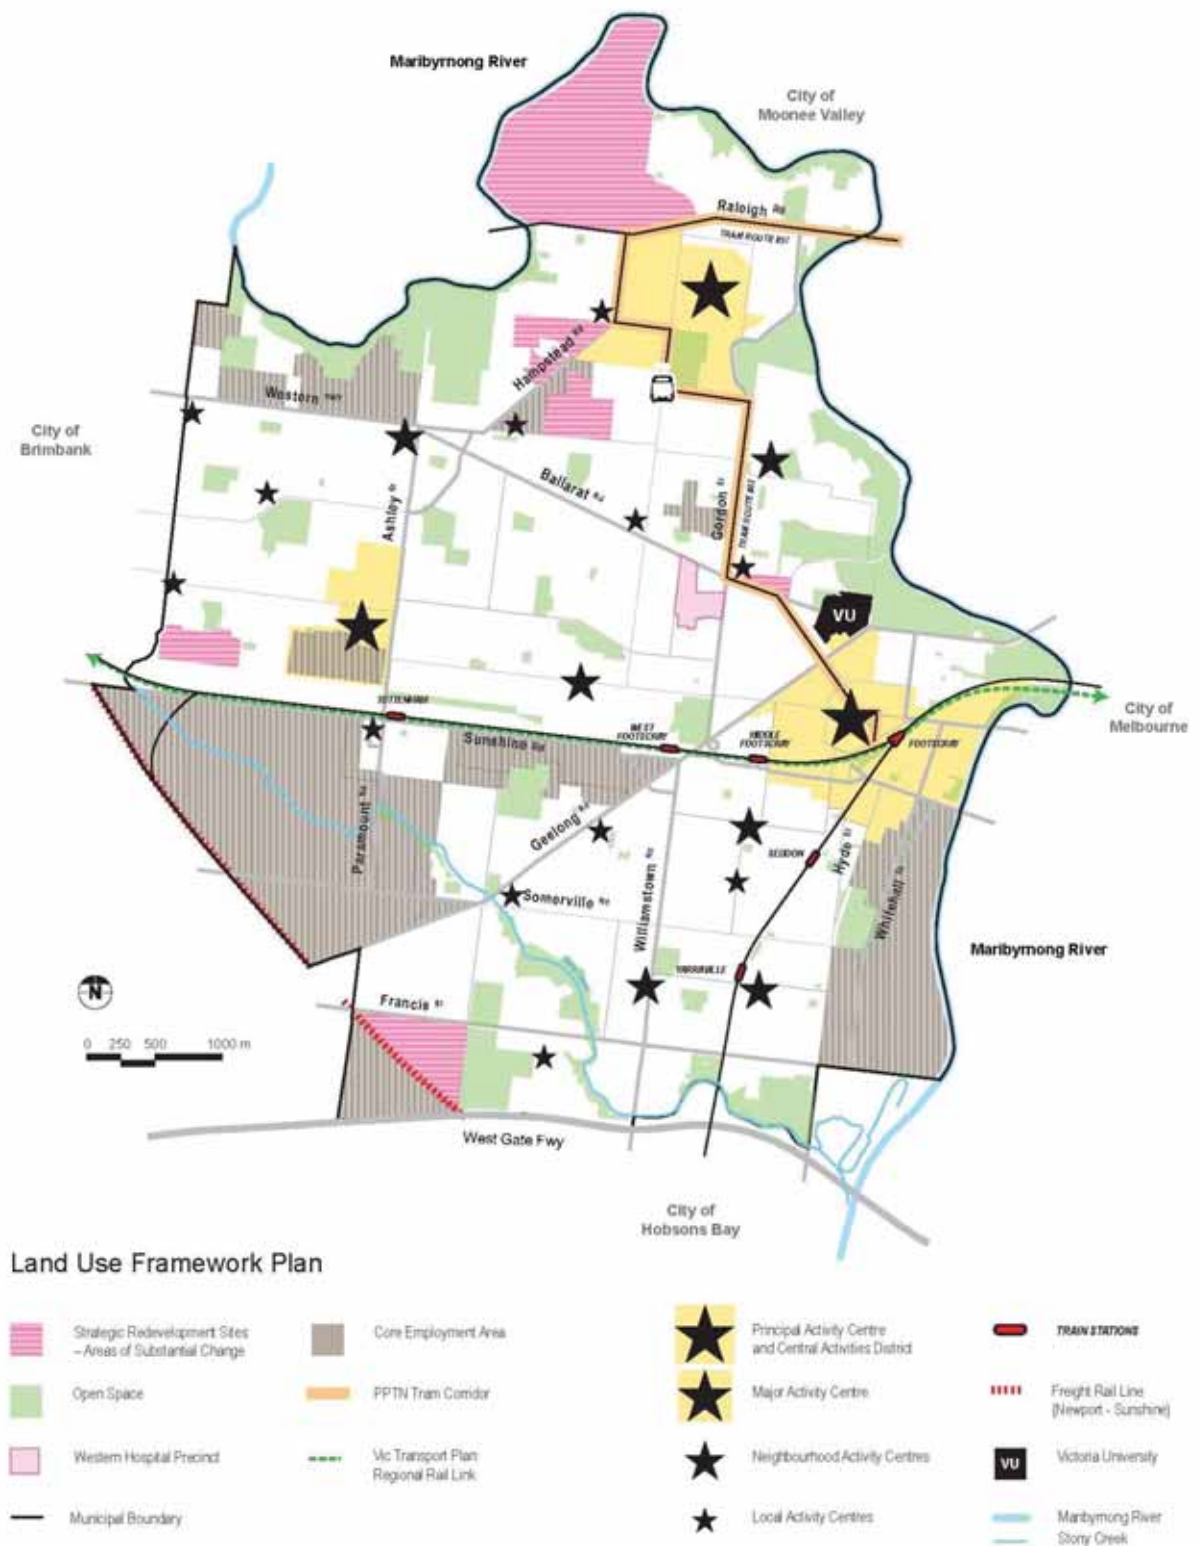 Maribyrnong River
City of
Moonee Valley
Raleigh Rd
TRAM ROUTE
Hampstead Rd
Western HWY
City of
Brimbank
Ballarat Rd
Ashley St
Gordon St
TRAM ROUTE
VU
City of
Melbourne
TOTTENHAM
WEST
FOOTSCRAY
MIDDLE
FOOTSCRAY
FOOTSCRAY
Sunshine Rd
Paramount Rd
Geelong Rd
SEDDON
Hyde St
Whitehall St
Somerville Rd
Williamstown Rd
Maribyrnong River
YARRAVILLE
N
Francis St
0 250 500 1000 m
West Gate Fwy
City of
Hobsons Bay
Land Use Framework Plan
Strategic Redevelopment Sites
– Areas of Substantial Change
Open Space
Western Hospital Precinct
Municipal Boundary
Core Employment Area
PPTN Tram Corridor
Vic Transport Plan
Regional Rail Link
Principal Activity Centre
and Central Activities District
Major Activity Centre
Neighbourhood Activity Centres
Local Activity Centres
TRAIN STATIONS
Freight Rail Line
(Newport - Sunshine)
VU
Victoria University
Maribyrnong River
Stony Creek